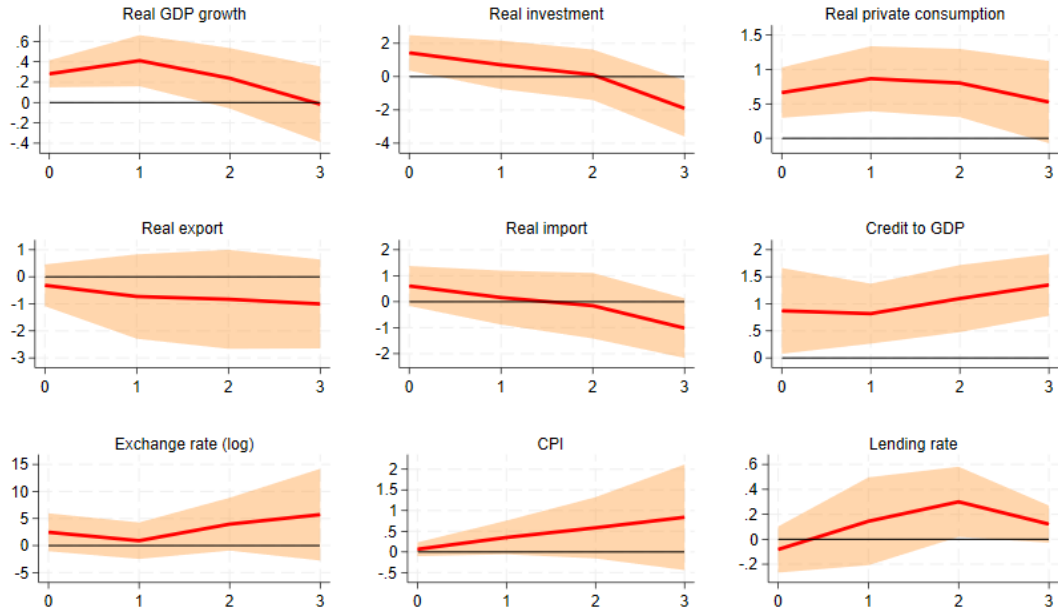 Real GDP growth
.6
.4
.2
0
-.2
-.4
0 1 2 3
Real investment
2
0
-2
-4
0 1 2 3
Real private consumption
1.5
1
.5
0
0 1 2 3
Real export
1
0
-1
-2
-3
0 1 2 3
Real import
2
1
0
-1
-2
0 1 2 3
Credit to GDP
2
1.5
1
.5
0
0 1 2 3
Exchange rate (log)
15
10
5
0
-5
0 1 2 3
CPI
2
1.5
1
.5
0
-.5
0 1 2 3
Lending rate
.6
.4
.2
0
-.2
0 1 2 3